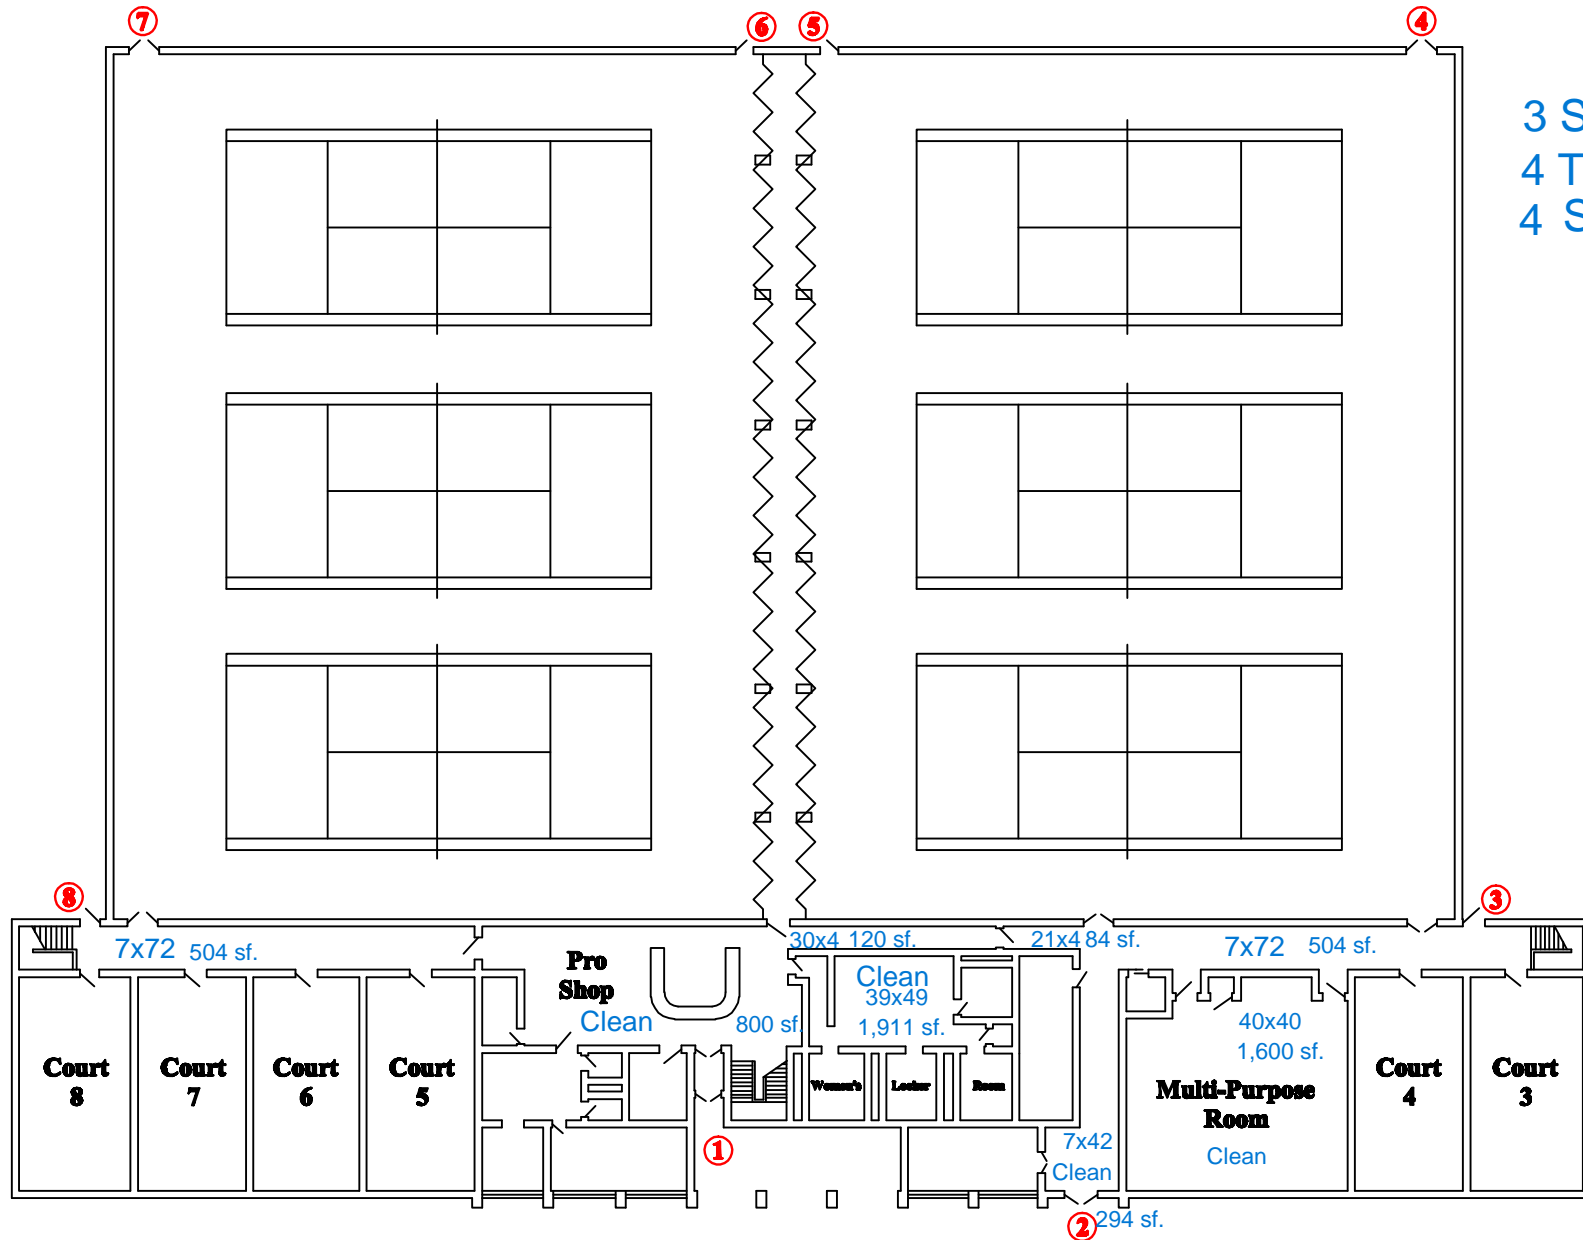 ⑦
⑥ ⑤
④
3 S
4 T
4 S
⑧
③
7x72 504 sf.
30x4 120 sf.
21x4 84 sf.
7x72 504 sf.
Pro
Shop
Clean
800 sf.
Clean
39x49
1,911 sf.
40x40
1,600 sf.
Court
8
Court
7
Court
6
Court
5
Women's Locker Room
Multi-Purpose
Room
Clean
Court
4
Court
3
①
7x42
Clean
②
294 sf.